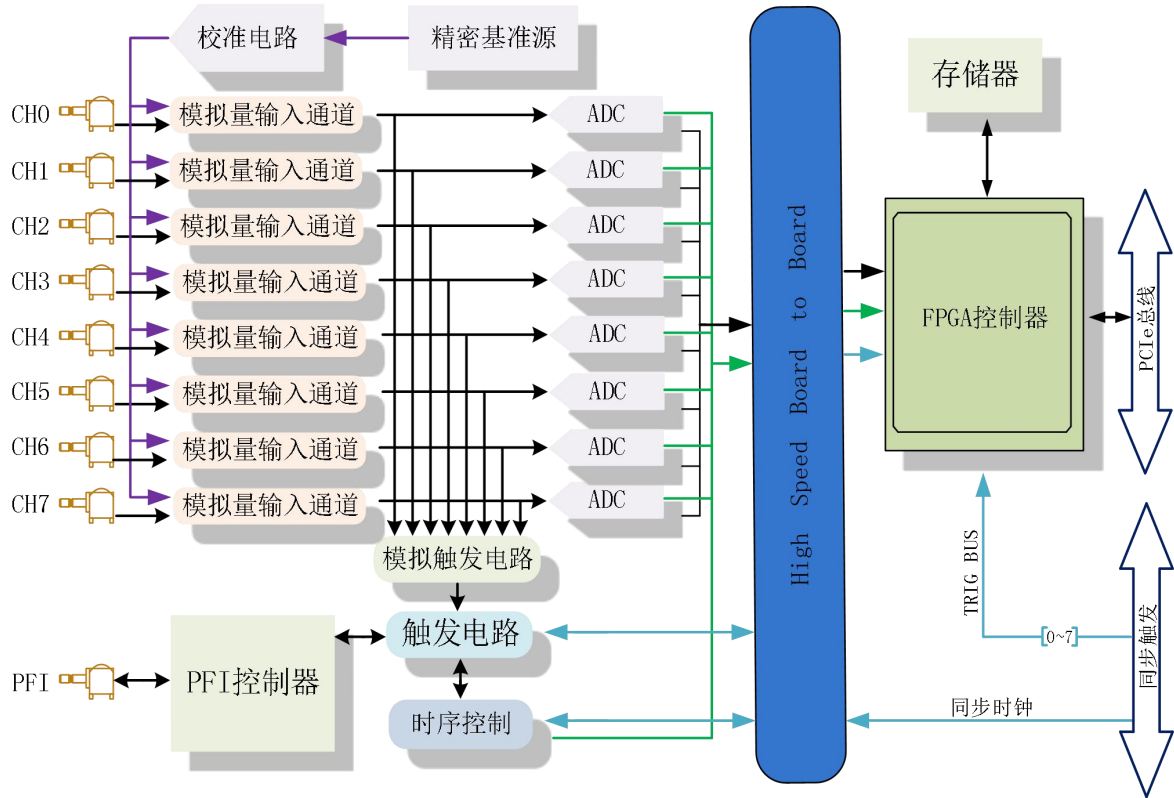 校准电路
精密基准源
存储器
CH0
模拟量输入通道
ADC
CH1
模拟量输入通道
ADC
CH2
模拟量输入通道
ADC
CH3
模拟量输入通道
ADC
CH4
模拟量输入通道
ADC
CH5
模拟量输入通道
ADC
CH6
模拟量输入通道
ADC
CH7
模拟量输入通道
ADC
High Speed Board to Board
FPGA控制器
PCIe总线
模拟触发电路
触发电路
PFI
PFI控制器
时序控制
TRIG BUS
[0~7]
同步触发
同步时钟